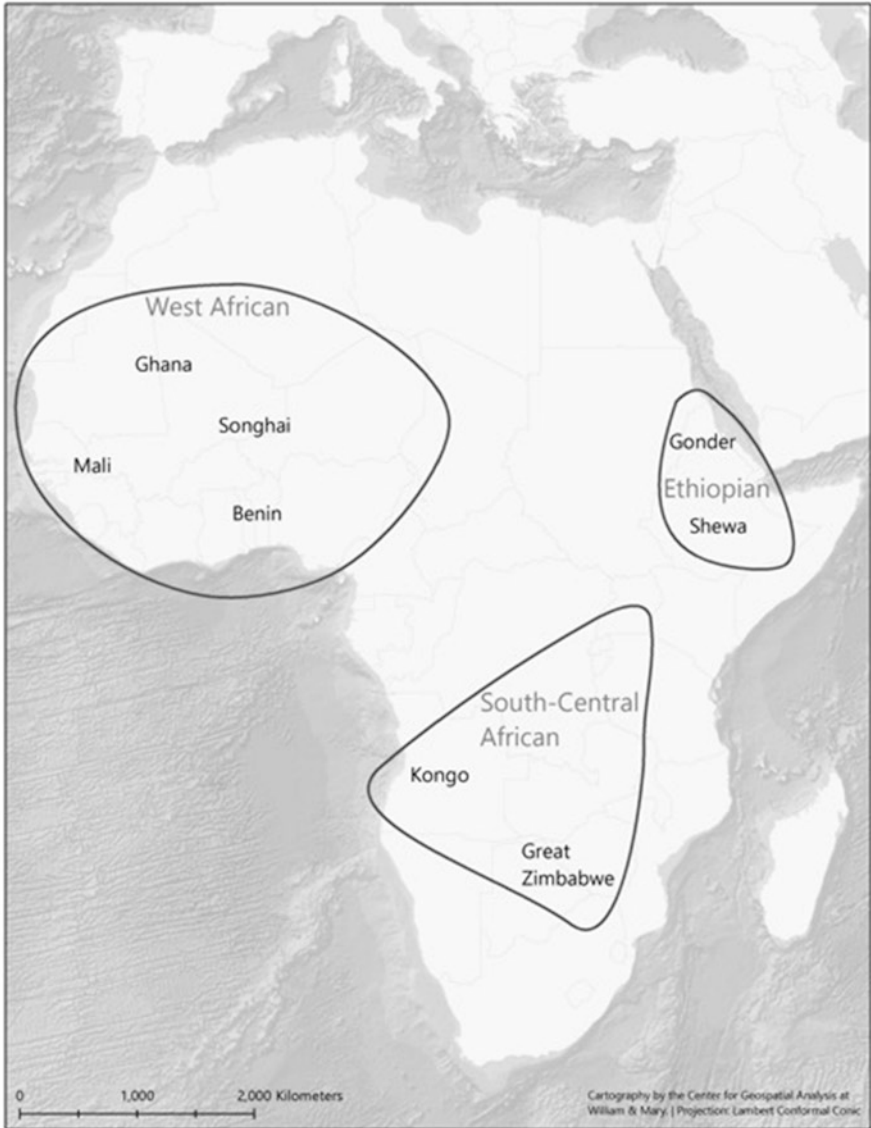 West African
Ghana
Songhai
Mali
Benin
Gonder
Ethiopian
Shewa
South-Central
African
Kongo
Great
Zimbabwe
0 1,000 2,000 Kilometers
Cartography by the Center for Geospatial Analysis at
William & Mary. | Projection: Lambert Conformal Conic